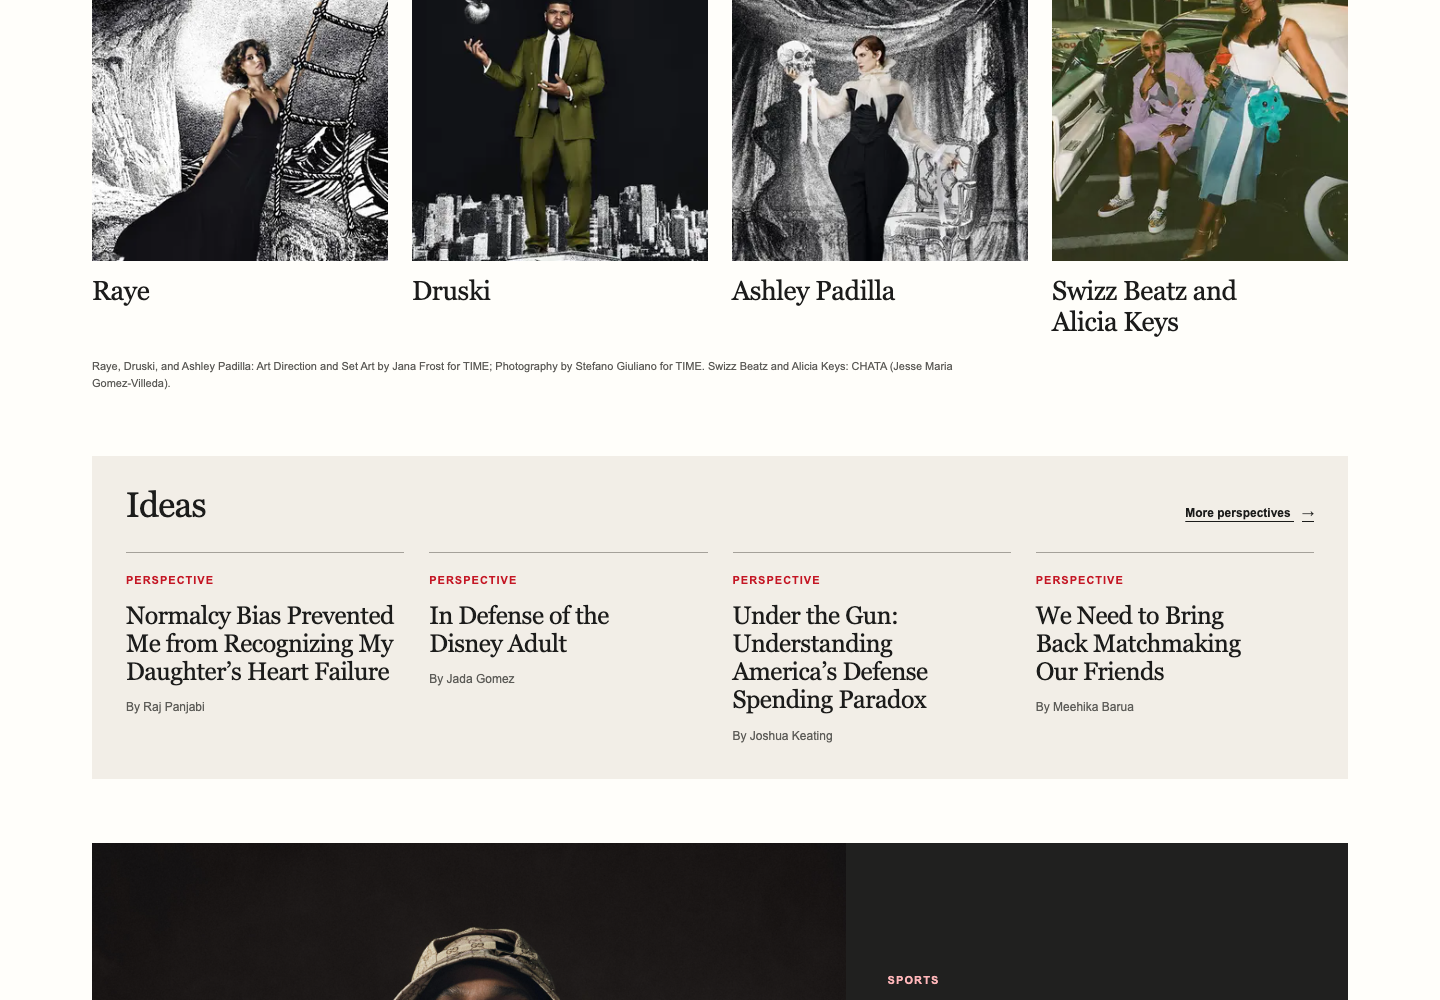 Raye
Druski
Ashley Padilla
Swizz Beatz and
Alicia Keys
Raye, Druski, and Ashley Padilla: Art Direction and Set Art by Jana Frost for TIME; Photography by Stefano Giuliano for TIME. Swizz Beatz and Alicia Keys: CHATA (Jesse Maria
Gomez-Villeda).
Ideas
More perspectives →
PERSPECTIVE
Normalcy Bias Prevented
Me from Recognizing My
Daughter’s Heart Failure
By Raj Panjabi
PERSPECTIVE
In Defense of the
Disney Adult
By Jada Gomez
PERSPECTIVE
Under the Gun:
Understanding
America’s Defense
Spending Paradox
By Joshua Keating
PERSPECTIVE
We Need to Bring
Back Matchmaking
Our Friends
By Meehika Barua
SPORTS